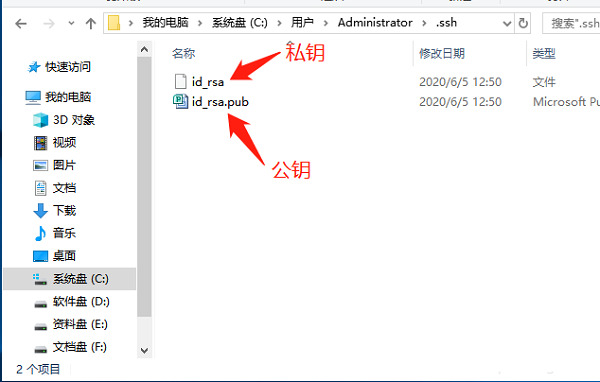 我的电脑 › 系统盘 (C:) › 用户 › Administrator › .ssh
搜索".ssh
名称 修改日期 类型
私钥
id_rsa 2020/6/5 12:50 文件
id_rsa.pub 2020/6/5 12:50 Microsoft Pu
公钥
快速访问
我的电脑
3D 对象
视频
图片
文档
下载
音乐
桌面
系统盘 (C:)
软件盘 (D:)
资料盘 (E:)
文档盘 (F:)
2 个项目